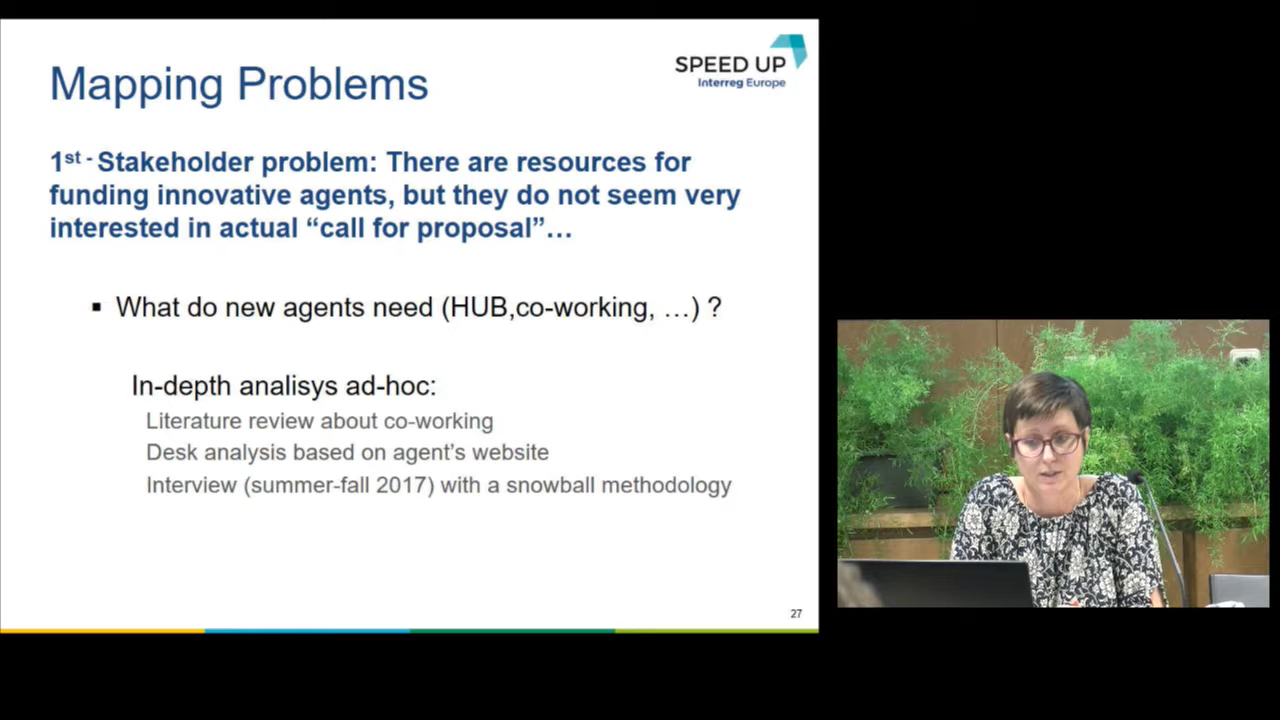 Mapping Problems
SPEED UP
Interreg Europe
1st - Stakeholder problem: There are resources for
funding innovative agents, but they do not seem very
interested in actual “call for proposal”…
▪ What do new agents need (HUB,co-working, …) ?
In-depth analisys ad-hoc:
Literature review about co-working
Desk analysis based on agent’s website
Interview (summer-fall 2017) with a snowball methodology
27